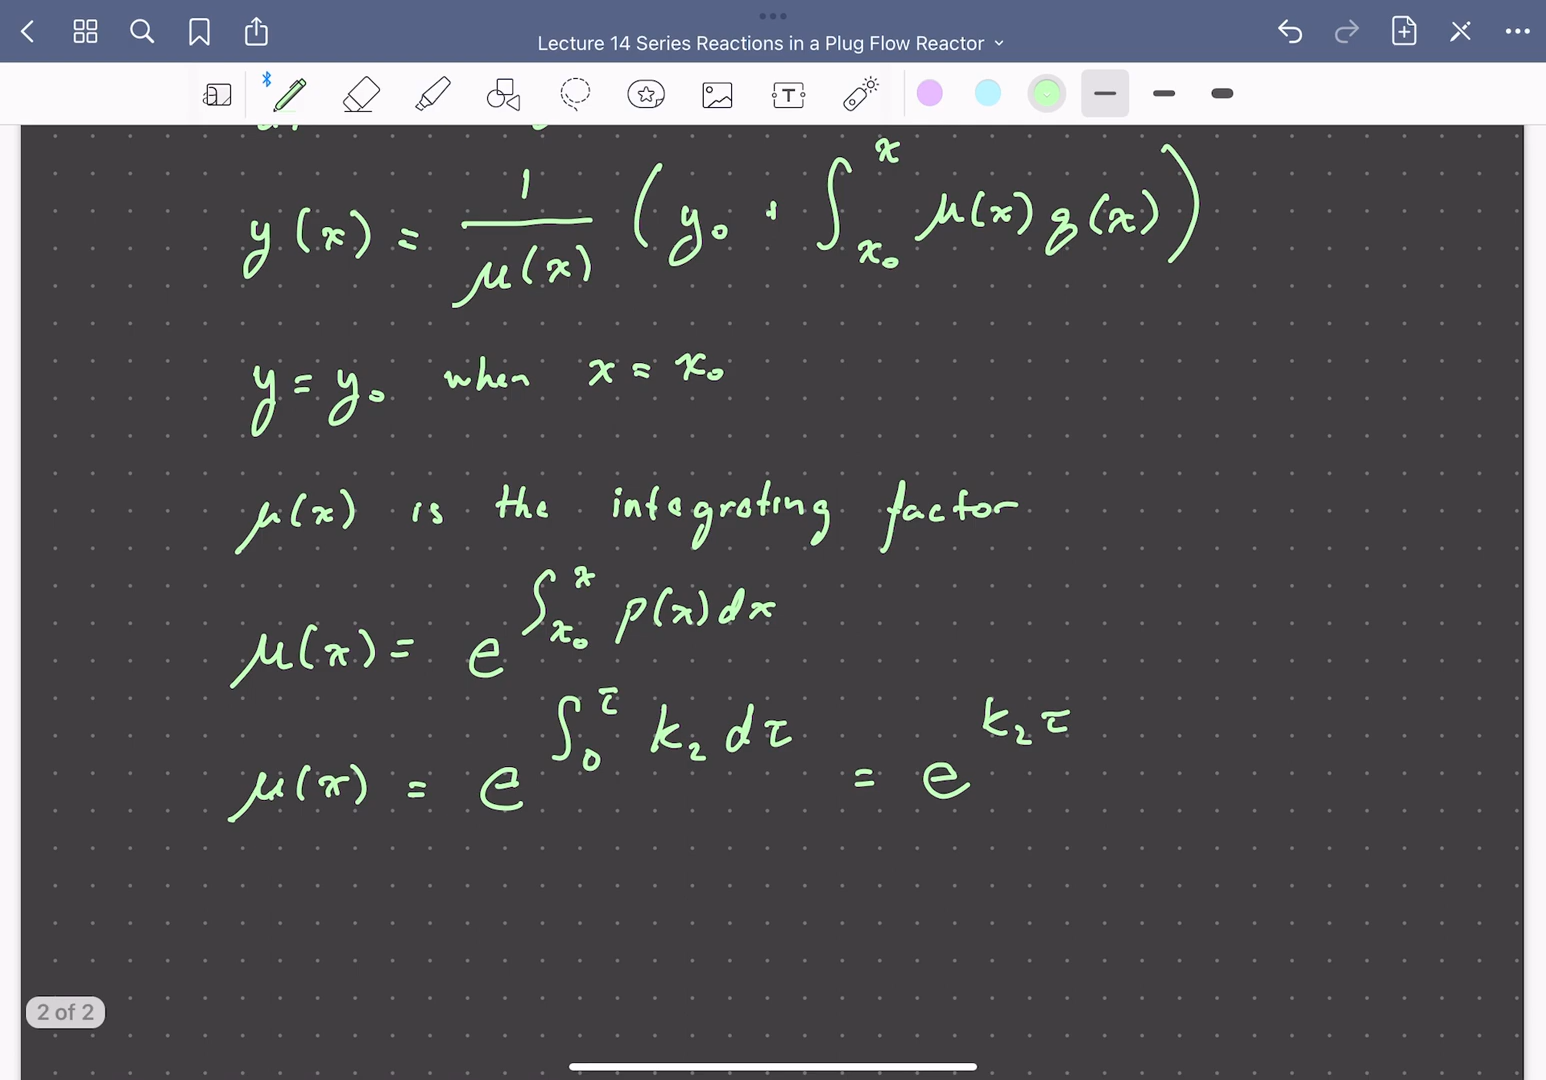 Lecture 14 Series Reactions in a Plug Flow Reactor
y(x) = 1/μ(x) (y₀ + ∫_{x₀}^{x} μ(x) q(x))
y = y₀ when x = x₀
μ(x) is the integrating factor
μ(x) = e^{∫_{x₀}^{x} p(x)dx}
μ(x) = e^{∫_{0}^{τ} k₂ dτ} = e^{k₂τ}
2 of 2